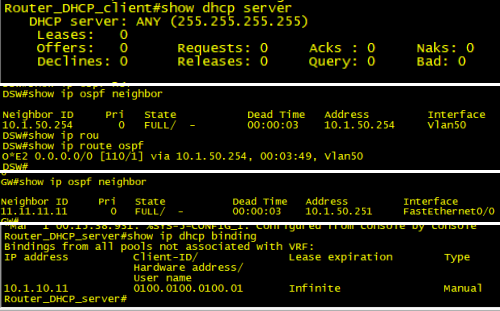 Router_DHCP_client#show dhcp server
DHCP server: ANY (255.255.255.255)
Leases: 0
Offers: 0 Requests: 0 Acks : 0 Naks: 0
Declines: 0 Releases: 0 Query: 0 Bad: 0
DSW#show ip ospf neighbor
Neighbor ID Pri State Dead Time Address Interface
10.1.50.254 0 FULL/ - 00:00:03 10.1.50.254 Vlan50
DSW#show ip rou
DSW#show ip route ospf
O*E2 0.0.0.0/0 [110/1] via 10.1.50.254, 00:03:49, Vlan50
DSW#
GW#show ip ospf neighbor
Neighbor ID Pri State Dead Time Address Interface
11.11.11.11 0 FULL/ - 00:00:03 10.1.50.251 FastEthernet0/0
GW#
*Mar 1 00:15:38.931: %SYS-5-CONFIG_I: Configured from console by console
Router_DHCP_server#show ip dhcp binding
Bindings from all pools not associated with VRF:
IP address Client-ID/ Lease expiration Type
Hardware address/
User name
10.1.10.11 0100.0100.0100.01 Infinite Manual
Router_DHCP_server#